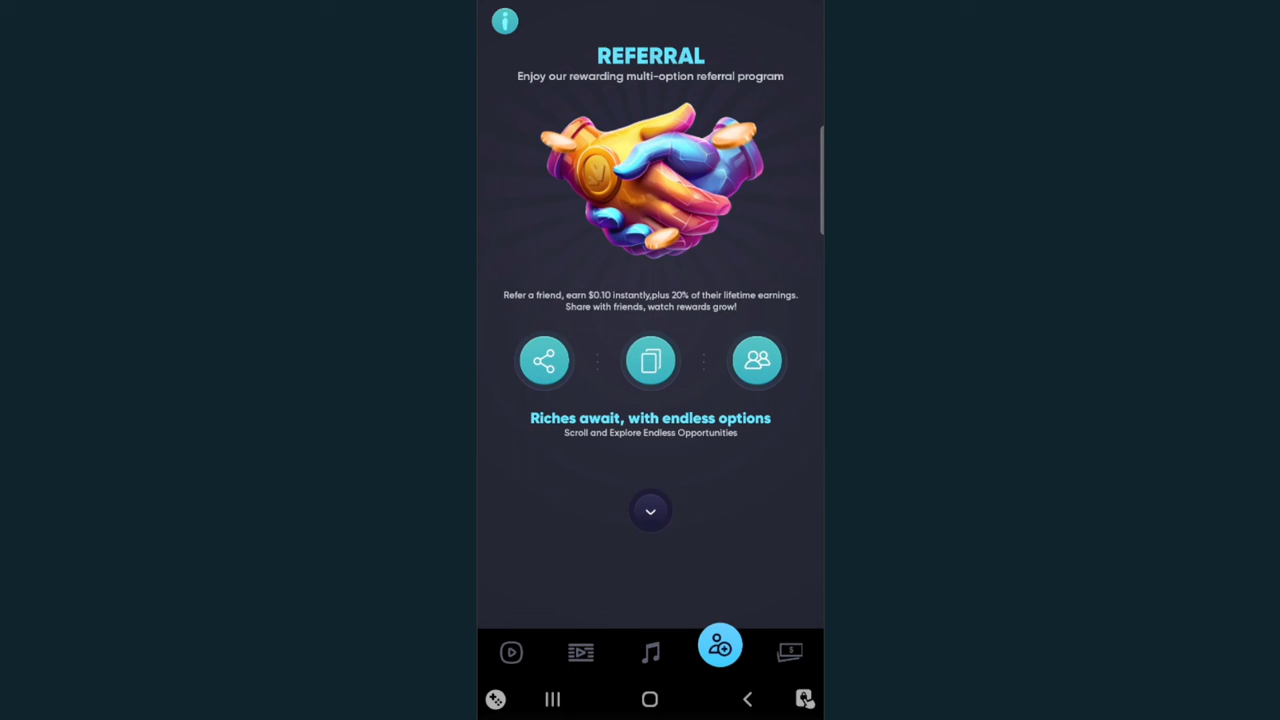 REFERRAL
Enjoy our rewarding multi-option referral program
Refer a friend, earn $0.10 instantly,plus 20% of their lifetime earnings.
Share with friends, watch rewards grow!
Riches await, with endless options
Scroll and Explore Endless Opportunities